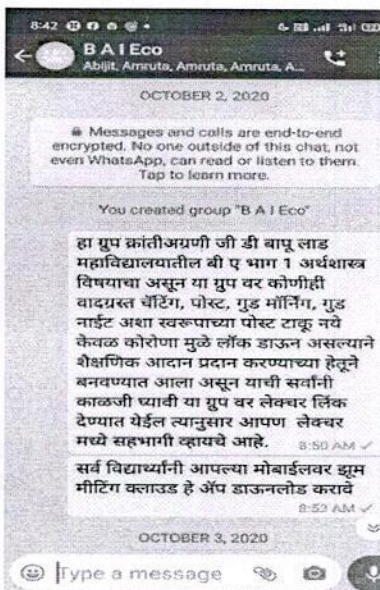 8:42
B A I Eco
Abijit, Amruta, Amruta, Amruta, A...
OCTOBER 2, 2020
Messages and calls are end-to-end
encrypted. No one outside of this chat, not
even WhatsApp, can read or listen to them.
Tap to learn more.
You created group "B A I Eco"
हा ग्रुप क्रांतीअग्रणी जी डी बापू लाड
महाविद्यालयातील बी ए भाग 1 अर्थशास्त्र
विषयाचा असून या ग्रुप वर कोणीही
वादग्रस्त चॅटिंग, पोस्ट, गुड मॉर्निंग, गुड
नाईट अशा स्वरूपाच्या पोस्ट टाकू नये
केवळ कोरोणा मुळे लॉक डाऊन असल्याने
शैक्षणिक आदान प्रदान करण्याच्या हेतूने
बनवण्यात आला असून याची सर्वांनी
काळजी घ्यावी या ग्रुप वर लेक्चर लिंक
देण्यात येईल त्यानुसार आपण लेक्चर
मध्ये सहभागी व्हायचे आहे.
8:50 AM
सर्व विद्यार्थ्यांनी आपल्या मोबाईलवर झूम
मीटिंग क्लाउड हे ॲप डाऊनलोड करावे
8:53 AM
OCTOBER 3, 2020
Type a message